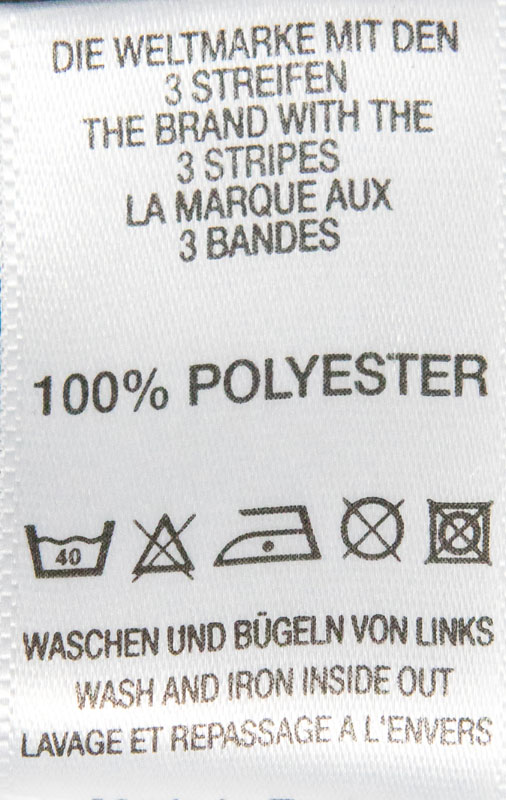 DIE WELTMARKE MIT DEN
3 STREIFEN
THE BRAND WITH THE
3 STRIPES
LA MARQUE AUX
3 BANDES
100% POLYESTER
40
WASCHEN UND BÜGELN VON LINKS
WASH AND IRON INSIDE OUT
LAVAGE ET REPASSAGE A L'ENVERS